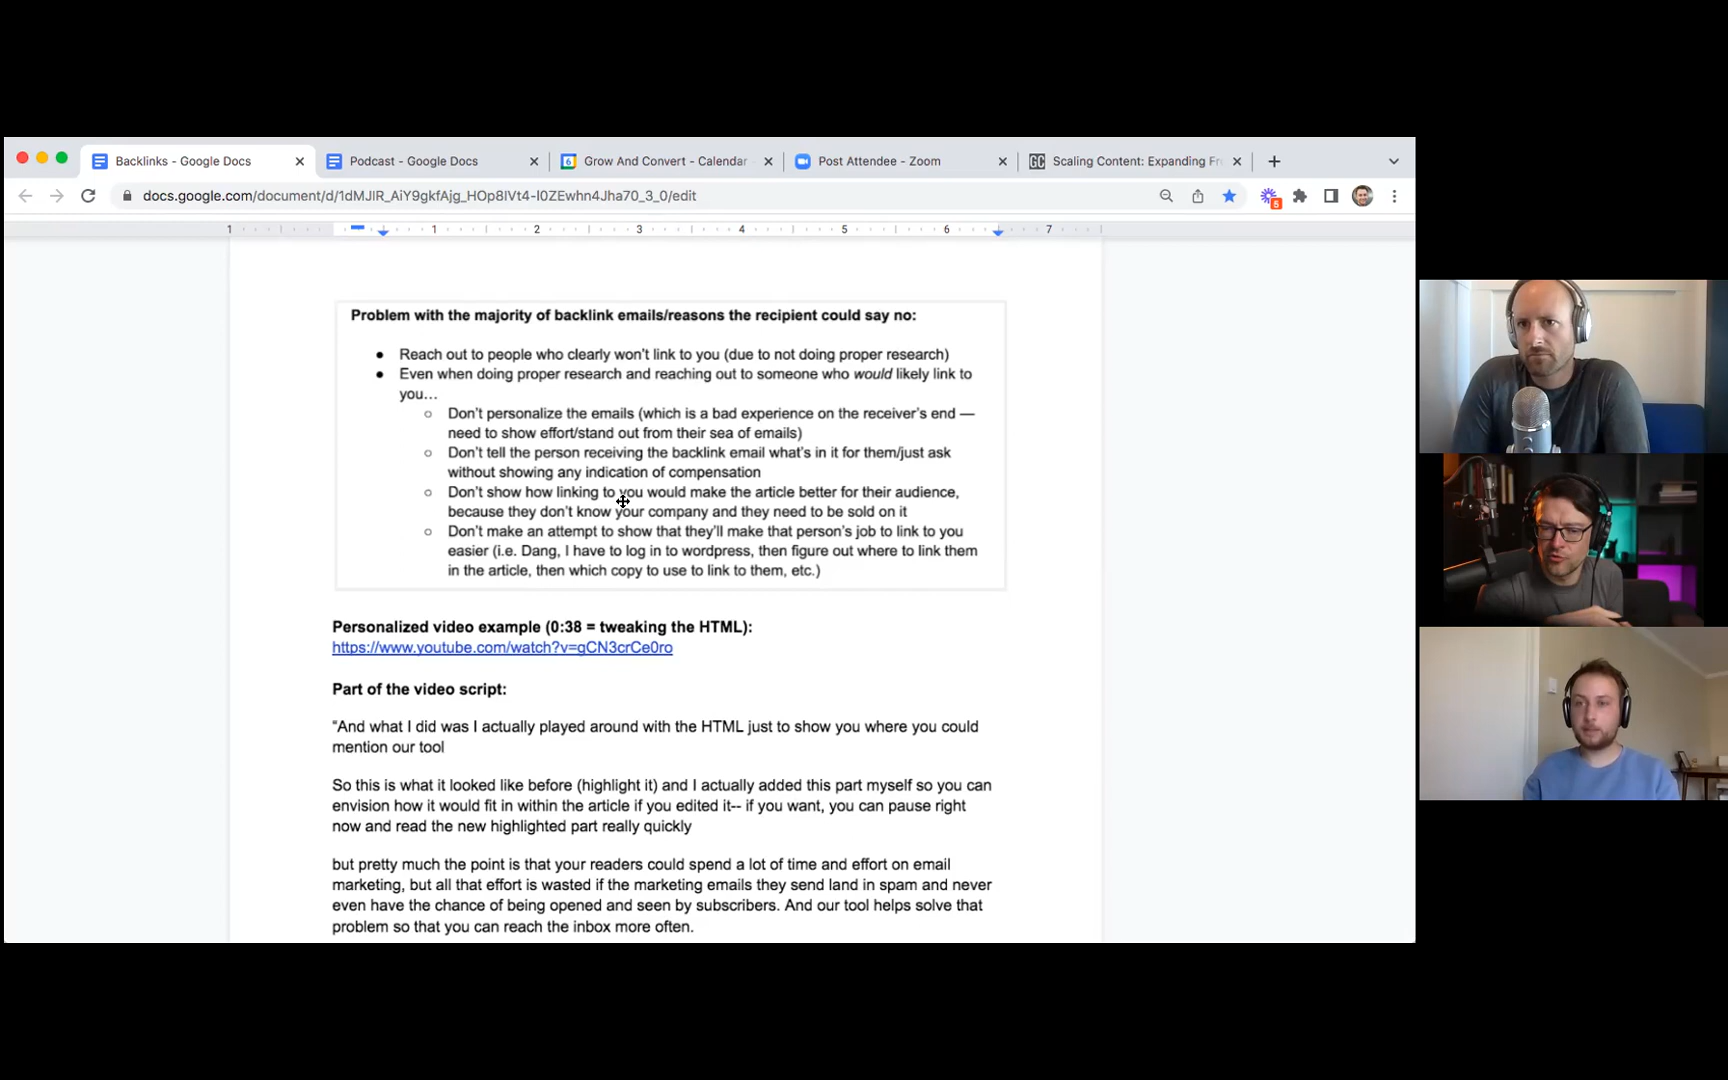 Backlinks - Google Docs
Podcast - Google Docs
Grow And Convert - Calendar
Post Attendee - Zoom
GC Scaling Content: Expanding Fr
docs.google.com/document/d/1dMJlR_AiY9gkfAjg_HOp8lVt4-l0ZEwhn4Jha70_3_0/edit
5
1 1 2 3 4 5 6 7
Problem with the majority of backlink emails/reasons the recipient could say no:
● Reach out to people who clearly won't link to you (due to not doing proper research)
● Even when doing proper research and reaching out to someone who would likely link to
you…
○ Don't personalize the emails (which is a bad experience on the receiver's end —
need to show effort/stand out from their sea of emails)
○ Don't tell the person receiving the backlink email what's in it for them/just ask
without showing any indication of compensation
○ Don't show how linking to you would make the article better for their audience,
because they don't know your company and they need to be sold on it
○ Don't make an attempt to show that they'll make that person's job to link to you
easier (i.e. Dang, I have to log in to wordpress, then figure out where to link them
in the article, then which copy to use to link to them, etc.)
Personalized video example (0:38 = tweaking the HTML):
https://www.youtube.com/watch?v=gCN3crCe0ro
Part of the video script:
“And what I did was I actually played around with the HTML just to show you where you could
mention our tool
So this is what it looked like before (highlight it) and I actually added this part myself so you can
envision how it would fit in within the article if you edited it-- if you want, you can pause right
now and read the new highlighted part really quickly
but pretty much the point is that your readers could spend a lot of time and effort on email
marketing, but all that effort is wasted if the marketing emails they send land in spam and never
even have the chance of being opened and seen by subscribers. And our tool helps solve that
problem so that you can reach the inbox more often.